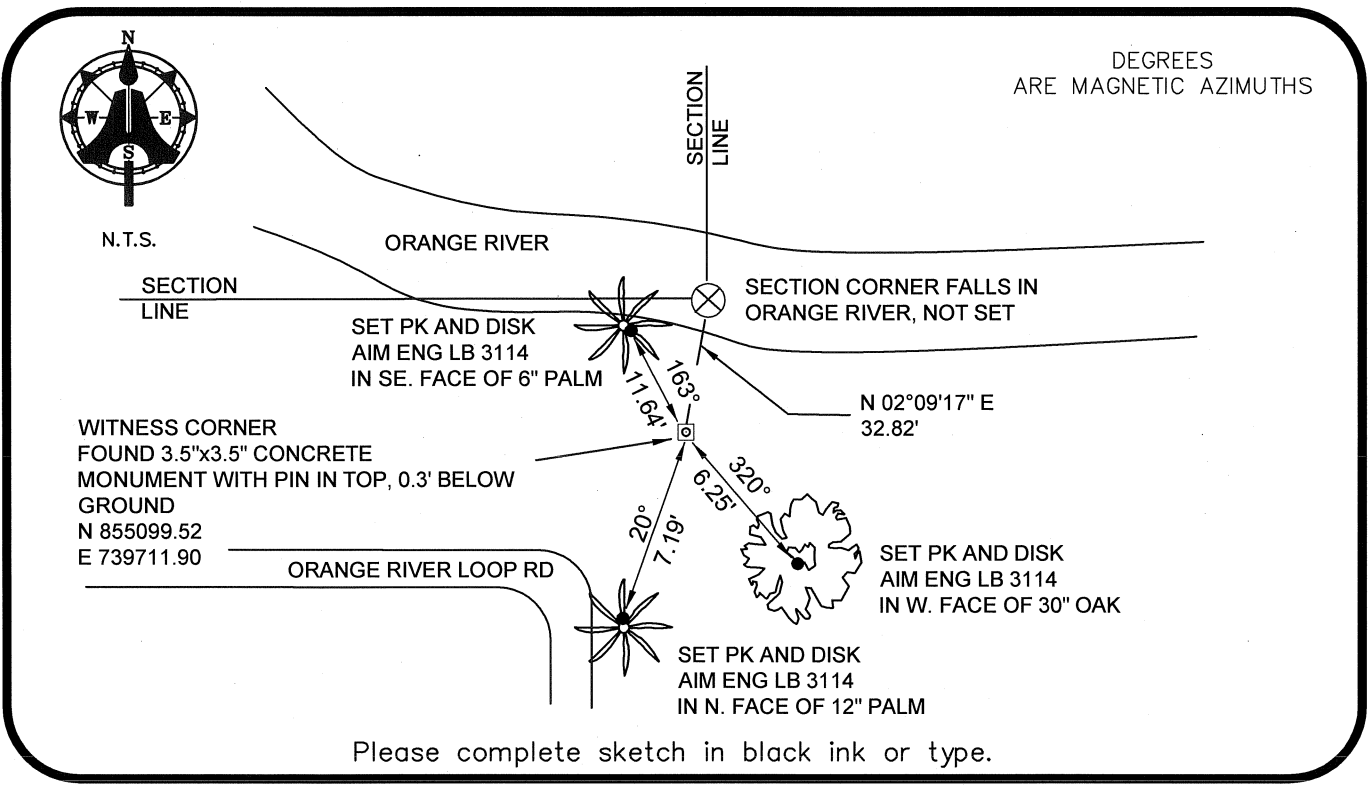 N
W
E
S
N.T.S.
DEGREES
ARE MAGNETIC AZIMUTHS
SECTION
LINE
ORANGE RIVER
SECTION
LINE
SECTION CORNER FALLS IN
ORANGE RIVER, NOT SET
SET PK AND DISK
AIM ENG LB 3114
IN SE. FACE OF 6" PALM
163°
11.64'
N 02°09'17" E
32.82'
WITNESS CORNER
FOUND 3.5"x3.5" CONCRETE
MONUMENT WITH PIN IN TOP, 0.3' BELOW
GROUND
N 855099.52
E 739711.90
320°
6.25'
20°
7.19'
ORANGE RIVER LOOP RD
SET PK AND DISK
AIM ENG LB 3114
IN W. FACE OF 30" OAK
SET PK AND DISK
AIM ENG LB 3114
IN N. FACE OF 12" PALM
Please complete sketch in black ink or type.